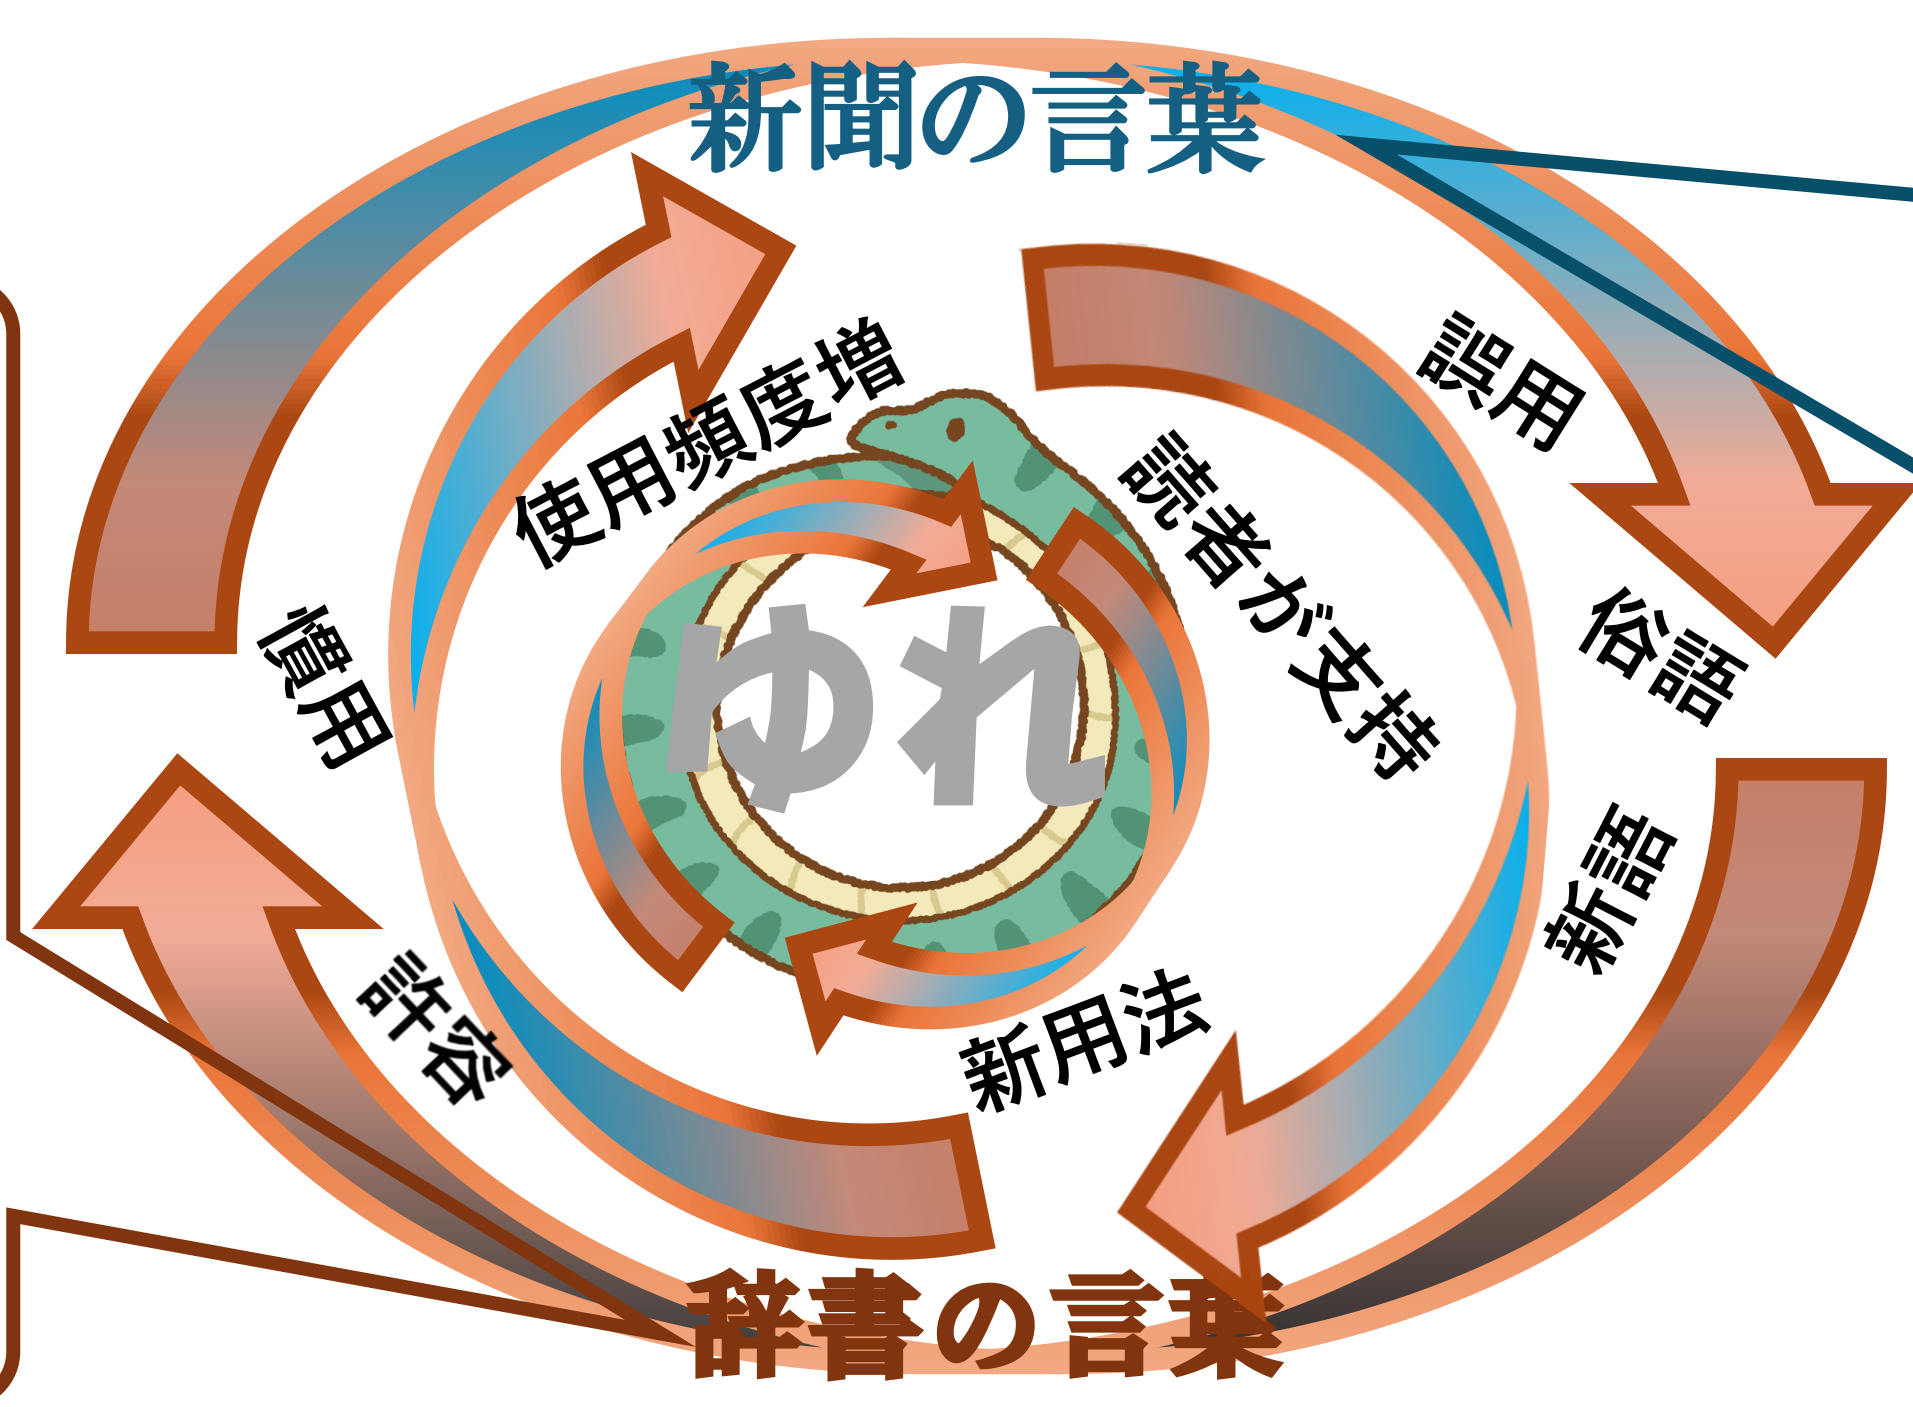 新聞の言葉
誤用
使用頻度増
読者が支持
俗語
慣用
ゆれ
新語
許容
新用法
辞書の言葉